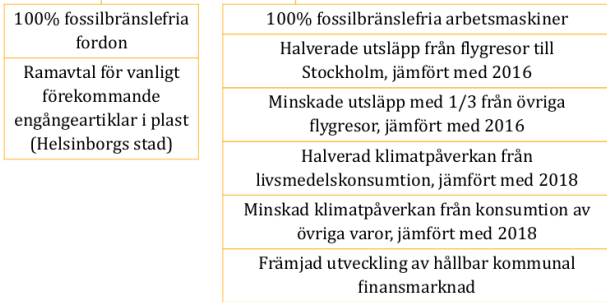 100% fossilbränslefria
fordon
Ramavtal för vanligt
förekommande
engångeartiklar i plast
(Helsinborgs stad)
100% fossilbränslefria arbetsmaskiner
Halverade utsläpp från flygresor till
Stockholm, jämfört med 2016
Minskade utsläpp med 1/3 från övriga
flygresor, jämfört med 2016
Halverad klimatpåverkan från
livsmedelskonsumtion, jämfört med 2018
Minskad klimatpåverkan från konsumtion av
övriga varor, jämfört med 2018
Främjad utveckling av hållbar kommunal
finansmarknad